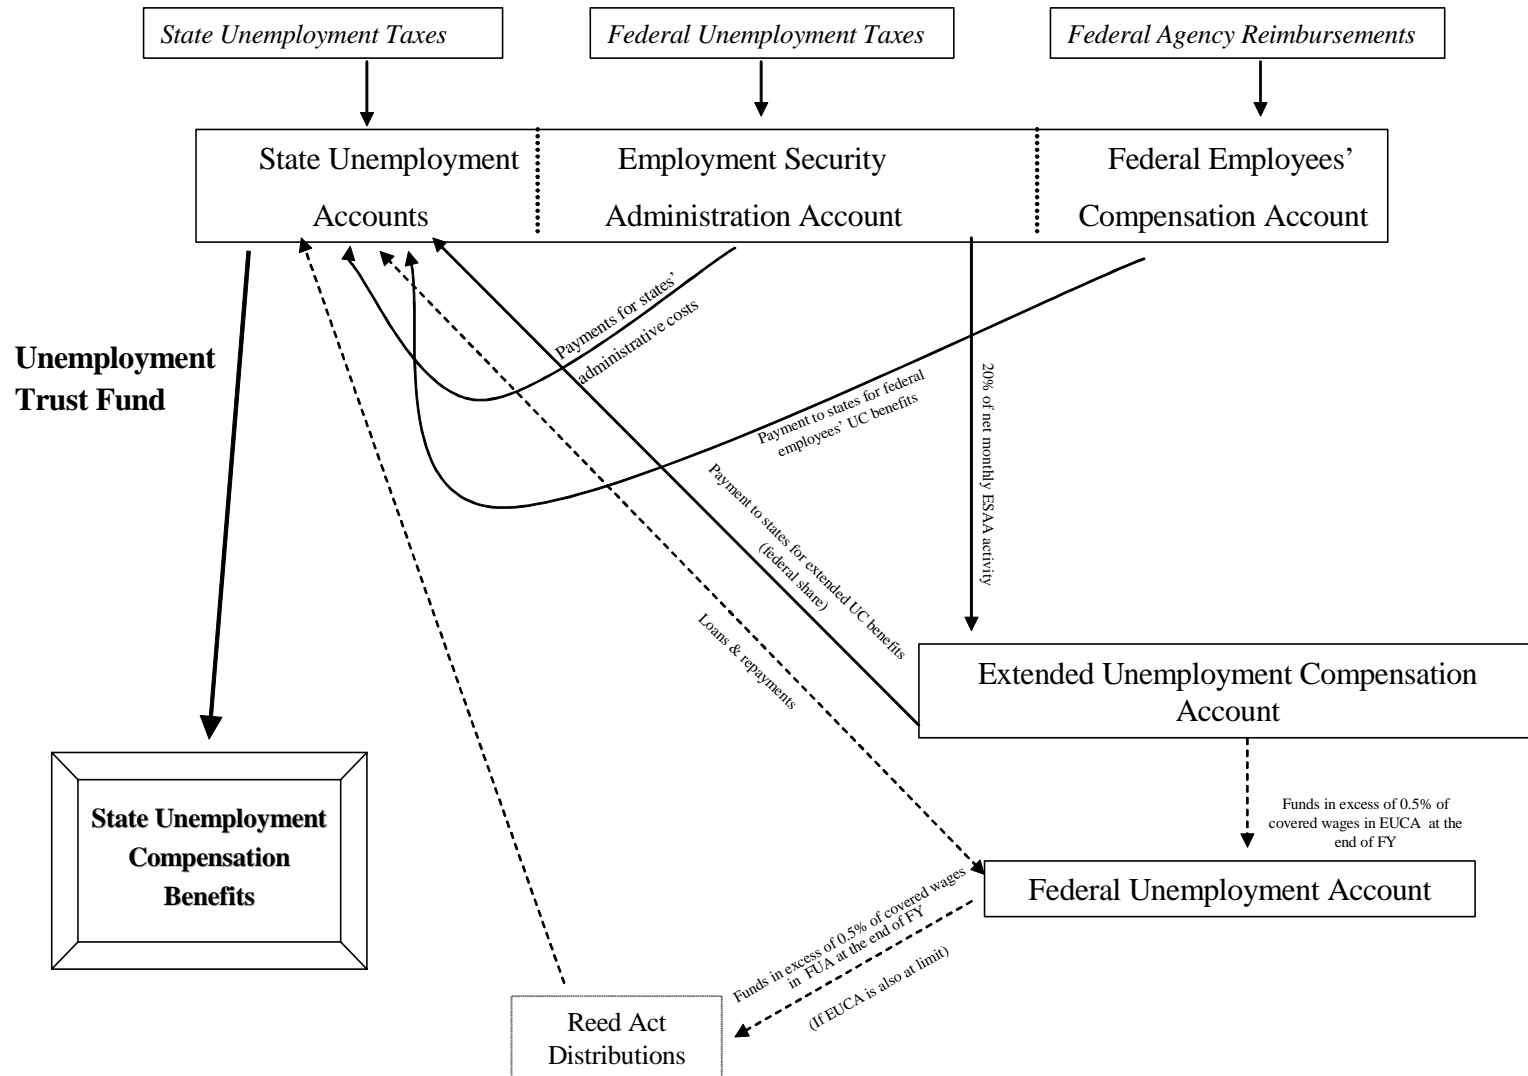 State Unemployment Taxes
Federal Unemployment Taxes
Federal Agency Reimbursements
State Unemployment
Accounts
Employment Security
Administration Account
Federal Employees’
Compensation Account
Payments for states’
administrative costs
Unemployment
Trust Fund
Payment to states for federal
employees’ UC benefits
20% of net monthly ESAA activity
Payment to states for extended UC benefits
(federal share)
Loans & repayments
Extended Unemployment Compensation
Account
State Unemployment
Compensation
Benefits
Funds in excess of 0.5% of
covered wages in EUCA at the
end of FY
Federal Unemployment Account
Funds in excess of 0.5% of covered wages
in FUA at the end of FY
(If EUCA is also at limit)
Reed Act
Distributions